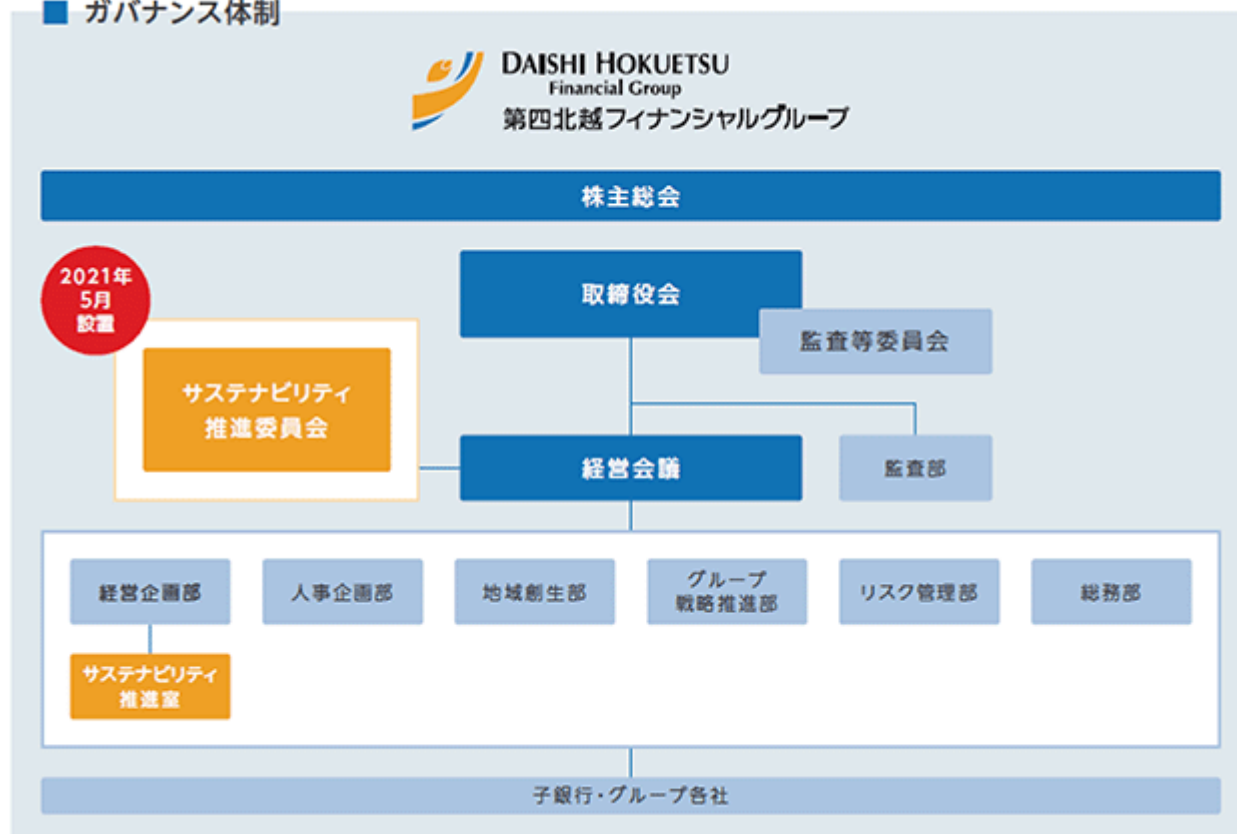 ■ ガバナンス体制
DAISHI HOKUETSU
Financial Group
第四北越フィナンシャルグループ
株主総会
2021年
5月
設置
取締役会
監査等委員会
サステナビリティ
推進委員会
経営会議
監査部
経営企画部
人事企画部
地域創生部
グループ
戦略推進部
リスク管理部
総務部
サステナビリティ
推進室
子銀行・グループ各社